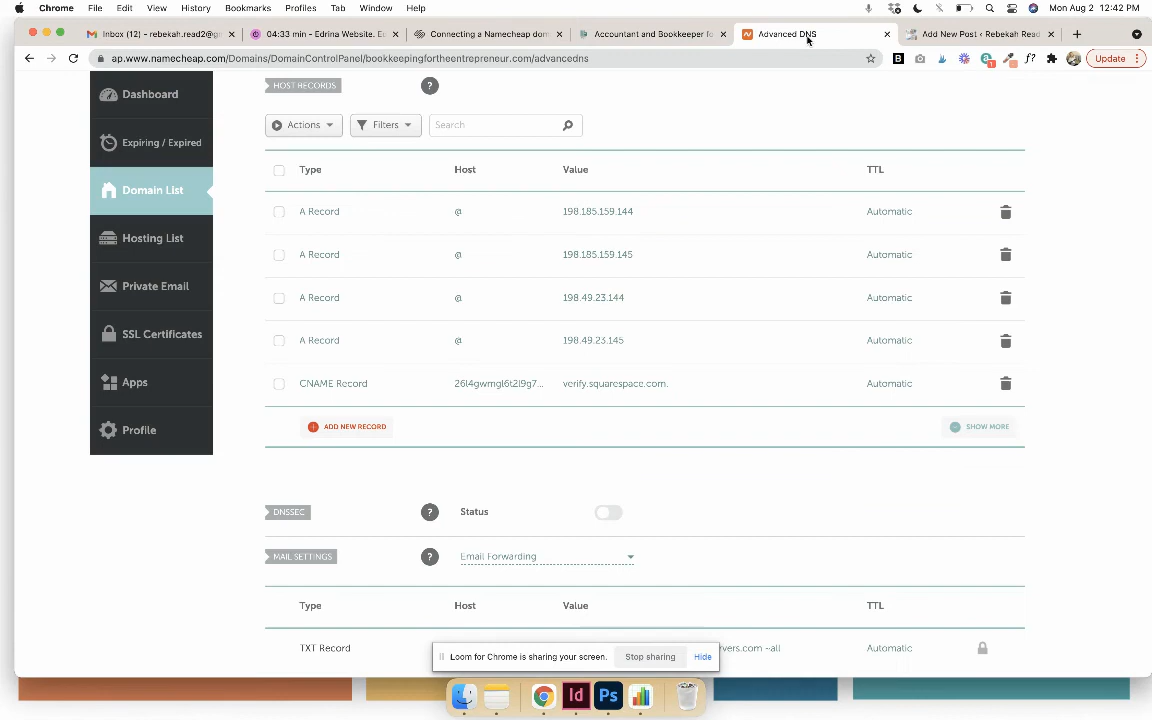 Chrome File Edit View History Bookmarks Profiles Tab Window Help Mon Aug 2 12:42 PM
Inbox (12) - rebekah.read2@gr 04:33 min - Edrina Website. Eu Connecting a Namecheap dom Accountant and Bookkeeper fo Advanced DNS Add New Post ‹ Rebekah Read
ap.www.namecheap.com/Domains/DomainControlPanel/bookkeepingfortheentrepreneur.com/advancedns Update
Dashboard
Expiring / Expired
Domain List
Hosting List
Private Email
SSL Certificates
Apps
Profile
HOST RECORDS ?
Actions Filters Search
Type Host Value TTL
A Record @ 198.185.159.144 Automatic
A Record @ 198.185.159.145 Automatic
A Record @ 198.49.23.144 Automatic
A Record @ 198.49.23.145 Automatic
CNAME Record 26l4gwmgl6t2l9g7... verify.squarespace.com. Automatic
ADD NEW RECORD SHOW MORE
DNSSEC ? Status
MAIL SETTINGS ? Email Forwarding
Type Host Value TTL
TXT Record vers.com ~all Automatic
Loom for Chrome is sharing your screen. Stop sharing Hide
Id Ps